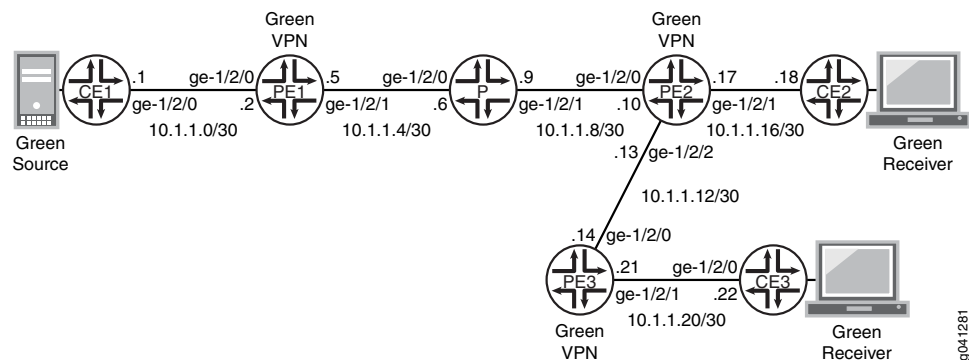 Green
VPN
Green
VPN
.1
ge-1/2/0
.5
ge-1/2/0
.9
ge-1/2/0
.17
.18
CE1
PE1
P
PE2
CE2
ge-1/2/0
.2
ge-1/2/1
.6
ge-1/2/1
.10
ge-1/2/1
10.1.1.0/30
10.1.1.4/30
10.1.1.8/30
10.1.1.16/30
Green
Source
Green
Receiver
.13
ge-1/2/2
10.1.1.12/30
.14
ge-1/2/0
.21
ge-1/2/0
PE3
CE3
ge-1/2/1
.22
10.1.1.20/30
Green
VPN
Green
Receiver
g041281